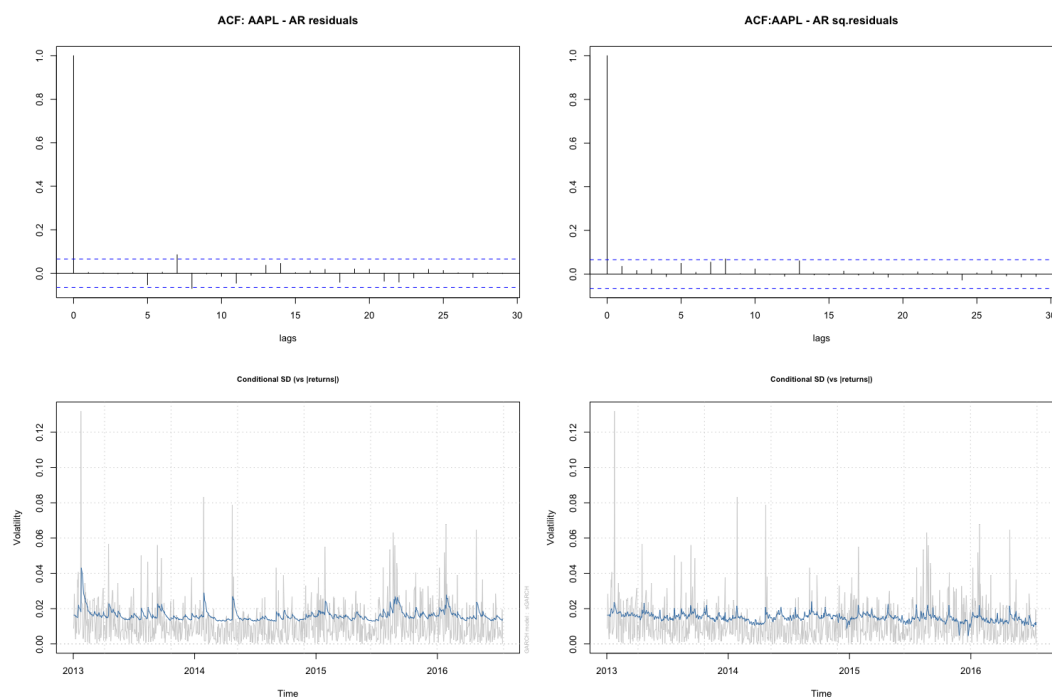 ACF: AAPL - AR residuals
1.0
0.8
0.6
0.4
0.2
0.0
0 5 10 15 20 25 30
lags
ACF:AAPL - AR sq.residuals
1.0
0.8
0.6
0.4
0.2
0.0
0 5 10 15 20 25 30
lags
Conditional SD (vs |returns|)
Volatility
0.12
0.10
0.08
0.06
0.04
0.02
0.00
2013 2014 2015 2016
Time
GARCH model : sGARCH
Conditional SD (vs |returns|)
Volatility
0.12
0.10
0.08
0.06
0.04
0.02
0.00
2013 2014 2015 2016
Time